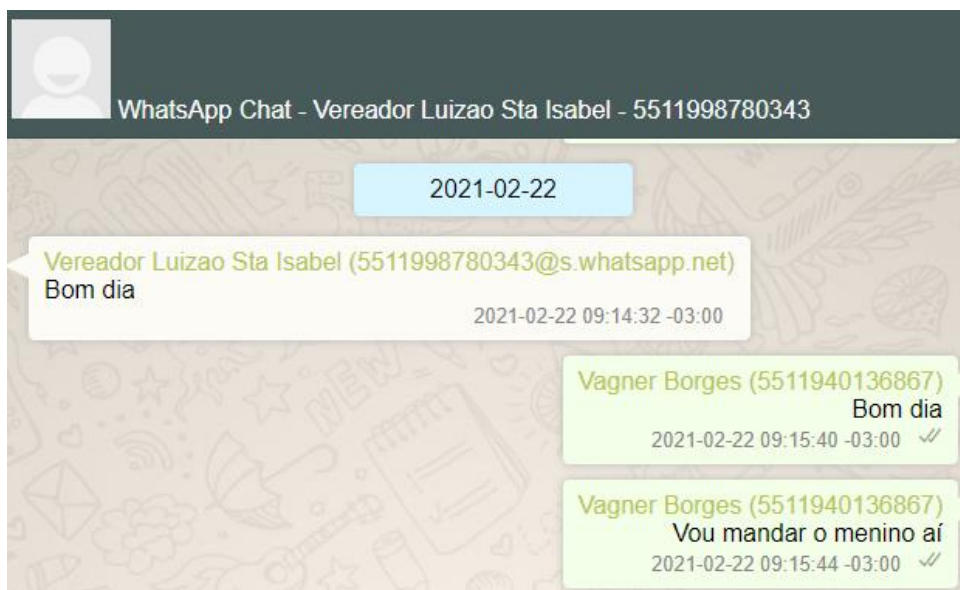 WhatsApp Chat - Vereador Luizao Sta Isabel - 5511998780343
2021-02-22
Vereador Luizao Sta Isabel (5511998780343@s.whatsapp.net)
Bom dia
2021-02-22 09:14:32 -03:00
Vagner Borges (5511940136867)
Bom dia
2021-02-22 09:15:40 -03:00
Vagner Borges (5511940136867)
Vou mandar o menino aí
2021-02-22 09:15:44 -03:00